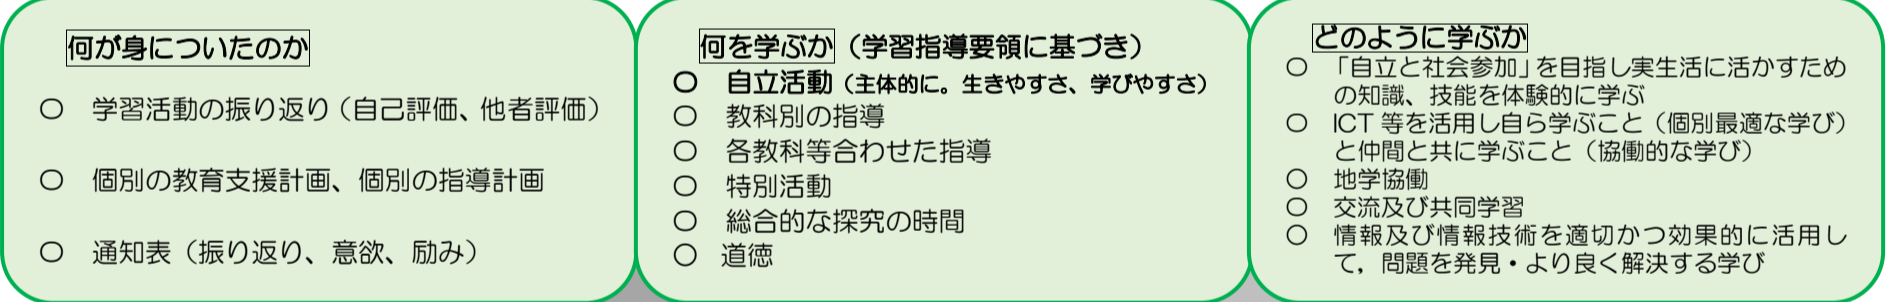 何が身についたのか
○ 学習活動の振り返り（自己評価、他者評価）
○ 個別の教育支援計画、個別の指導計画
○ 通知表（振り返り、意欲、励み）
何を学ぶか（学習指導要領に基づき）
○ 自立活動（主体的に。生きやすさ、学びやすさ）
○ 教科別の指導
○ 各教科等合わせた指導
○ 特別活動
○ 総合的な探究の時間
○ 道徳
どのように学ぶか
○ 「自立と社会参加」を目指し実生活に活かすため
の知識、技能を体験的に学ぶ
○ ICT 等を活用し自ら学ぶこと（個別最適な学び）
と仲間と共に学ぶこと（協働的な学び）
○ 地学協働
○ 交流及び共同学習
○ 情報及び情報技術を適切かつ効果的に活用し
て，問題を発見・より良く解決する学び